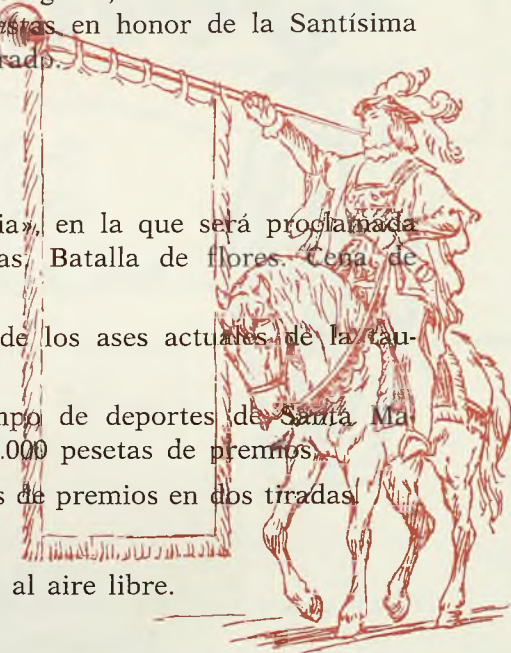 en honor de la Santísima
ia», en la que será proclamada
as. Batalla de flores. Cena de
de los ases actuales de la tau-
mpo de deportes de Santa Ma-
.000 pesetas de premios.
s de premios en dos tiradas.
al aire libre.